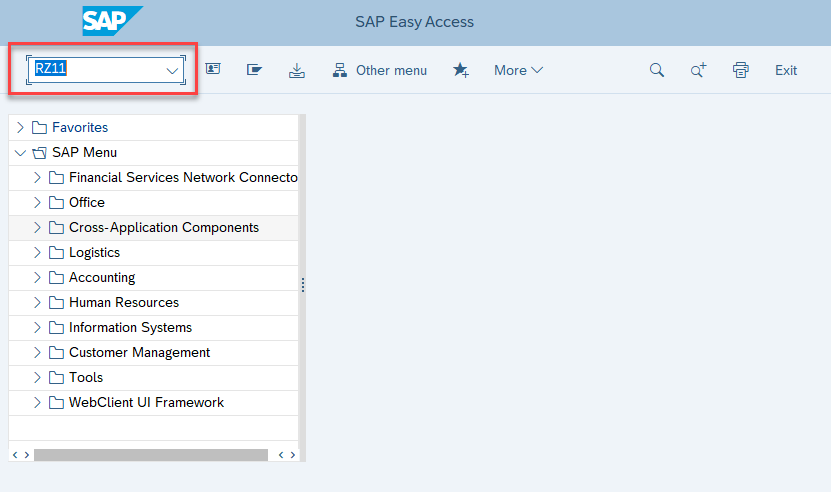 SAP
SAP Easy Access
RZ11
Other menu
More
Exit
Favorites
SAP Menu
Financial Services Network Connecto
Office
Cross-Application Components
Logistics
Accounting
Human Resources
Information Systems
Customer Management
Tools
WebClient UI Framework